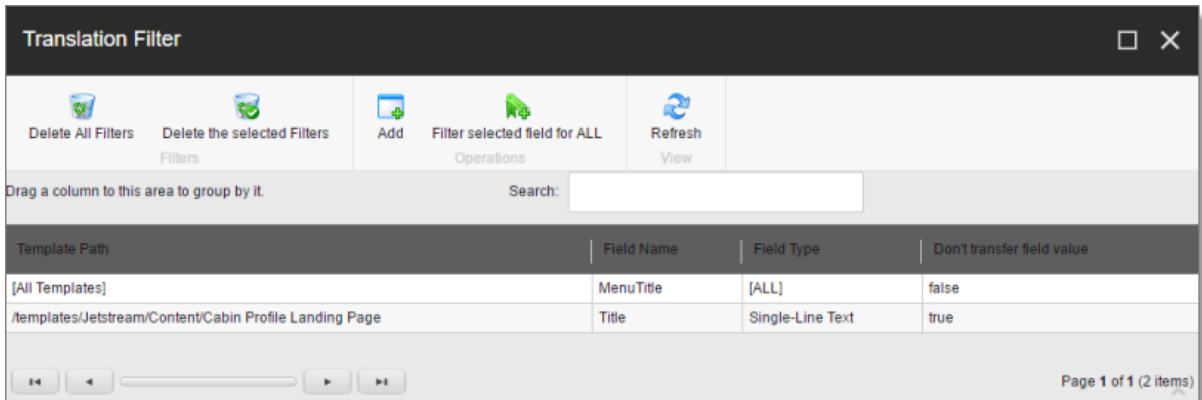 Translation Filter
Delete All Filters Delete the selected Filters Add Filter selected field for ALL Refresh
Filters Operations View
Drag a column to this area to group by it. Search:
Template Path Field Name Field Type Don't transfer field value
[All Templates] MenuTitle [ALL] false
/templates/Jetstream/Content/Cabin Profile Landing Page Title Single-Line Text true
Page 1 of 1 (2 items)